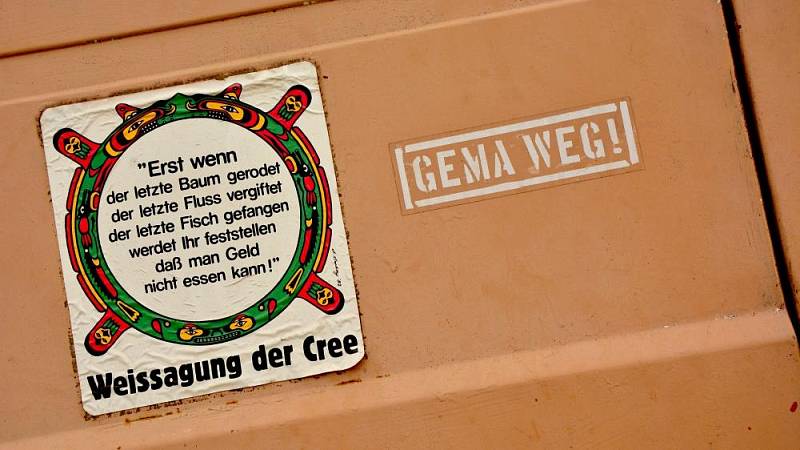 "Erst wenn
der letzte Baum gerodet
der letzte Fluss vergiftet
der letzte Fisch gefangen
werdet Ihr feststellen
daß man Geld
nicht essen kann!"
Weissagung der Cree
GEMA WEG!